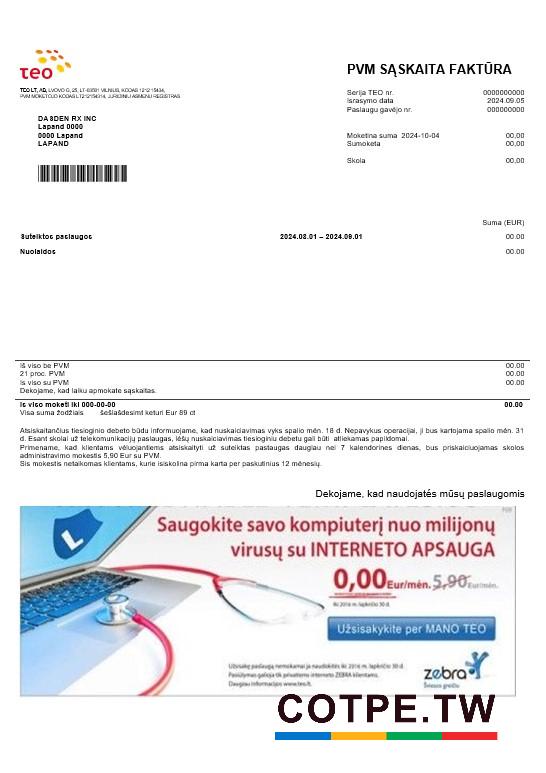 teo
PVM SĄSKAITA FAKTŪRA
TEO LT, AB, LVOVO G. 25, LT-03501 VILNIUS, KODAS 1212 15434,
PVM MOKETOJO KODAS LT212154314, JURIDINIU ASMENU REGISTRAS
Serija TEO nr. 0000000000
Israsymo data 2024.09.05
Paslaugu gavėjo nr. 000000000
DASDEN RX INC
Lapand 0000
0000 Lapand
LAPAND
Moketina suma 2024-10-04 00,00
Sumoketa 00,00
Skola 00,00
Suma (EUR)
Suteiktos paslaugos 2024.08.01 – 2024.09.01 00.00
Nuolaidos 00.00
Iš viso be PVM 00.00
21 proc. PVM 00.00
Is viso su PVM 00.00
Dekojame, kad laiku apmokate sąskaitas.
Is viso moketi iki 000-00-00 00.00
Visa suma žodžiais šešiasdesimt keturi Eur 89 ct
Atsiskaitančius tiesioginio debeto būdu informuojame, kad nuskaiciavimas vyks spalio mėn. 18 d. Nepavykus operacijai, ji bus kartojama spalio mėn. 31
d. Esant skolai už telekomunikacijų paslaugas, lėšų nuskaiciavimas tiesioginiu debetu gali būti atliekamas papildomai.
Primename, kad klientams vėluojantiems atsiskaityti už suteiktas paslaugas daugiau nei 7 kalendorines dienas, bus priskaiciuojamas skolos
administravimo mokestis 5,90 Eur su PVM.
Sis mokestis netaikomas klientams, kurie isiskolina pirma karta per paskutinius 12 mėnesių.
Dekojame, kad naudojatės mūsų paslaugomis
Saugokite savo kompiuterį nuo milijonų
virusų su INTERNETO APSAUGA
L
0,00 Eur/mėn. 5,90 Eur/mėn.
iki 2016 m. lapkričio 30 d.
Užsisakykite per MANO TEO
Užsisakę paslaugą nemokamai ja naudokitės iki 2016 m. lapkričio 30 d.
Pasiūlymas galioja tik privatiems interneto ZEBRA klientams.
Daugiau informacijos www.teo.lt.
zebra
Šviesos greičiu
COTPE.TW